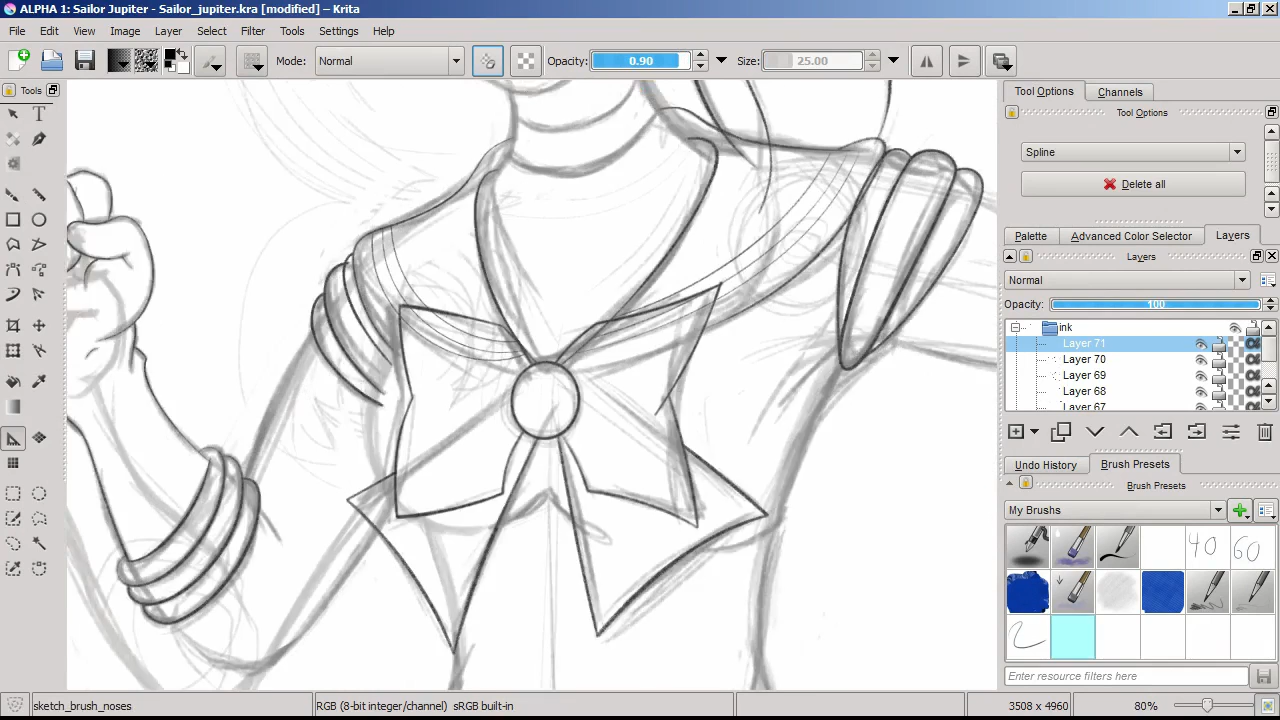 ALPHA 1: Sailor Jupiter - Sailor_jupiter.kra [modified] – Krita
File Edit View Image Layer Select Filter Tools Settings Help
Mode: Normal Opacity: 0.90 Size: 25.00
Tools
T
Tool Options Channels
Tool Options
Spline
Delete all
Palette Advanced Color Selector Layers
Layers
Normal
Opacity: 100
ink
Layer 71
Layer 70
Layer 69
Layer 68
Layer 67
Undo History Brush Presets
Brush Presets
My Brushes
40 60
Enter resource filters here
sketch_brush_noses RGB (8-bit integer/channel) sRGB built-in 3508 x 4960 80%